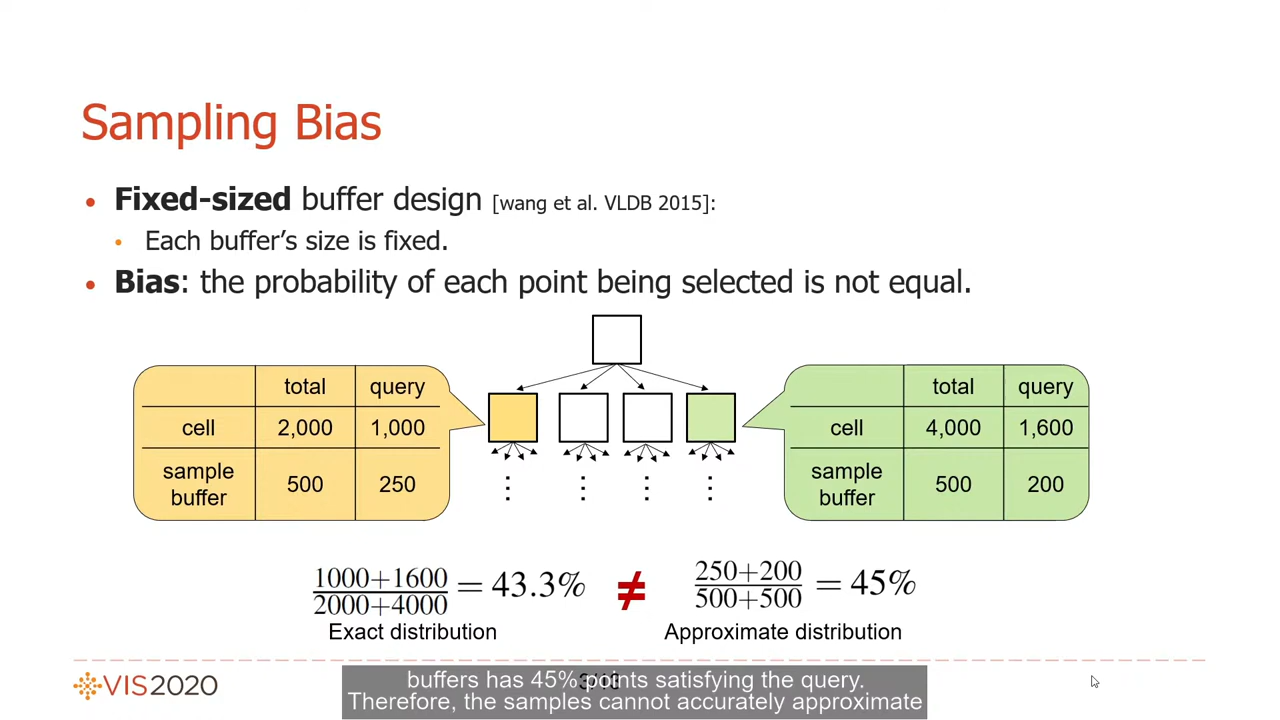 Sampling Bias
• Fixed-sized buffer design [wang et al. VLDB 2015]:
• Each buffer’s size is fixed.
• Bias: the probability of each point being selected is not equal.
total query
cell 2,000 1,000
sample buffer 500 250
total query
cell 4,000 1,600
sample buffer 500 200
1000+1600
2000+4000
= 43.3%
≠
250+200
500+500
= 45%
Exact distribution
Approximate distribution
VIS2020
buffers has 45% points satisfying the query.
Therefore, the samples cannot accurately approximate